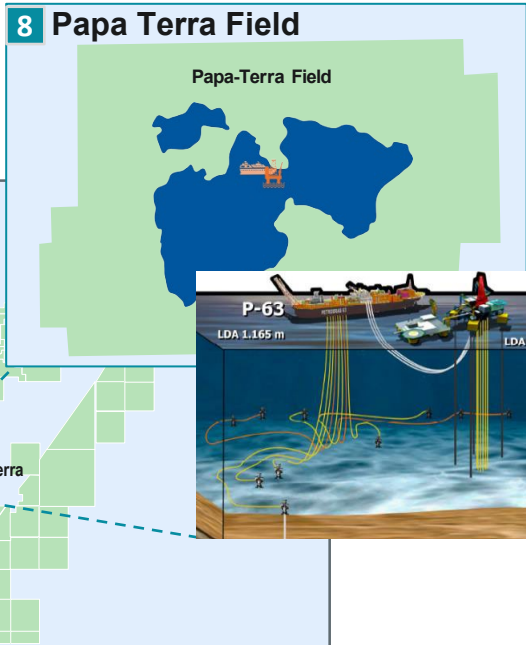 8 Papa Terra Field
Papa-Terra Field
P-63
LDA 1.165 m
LDA
erra